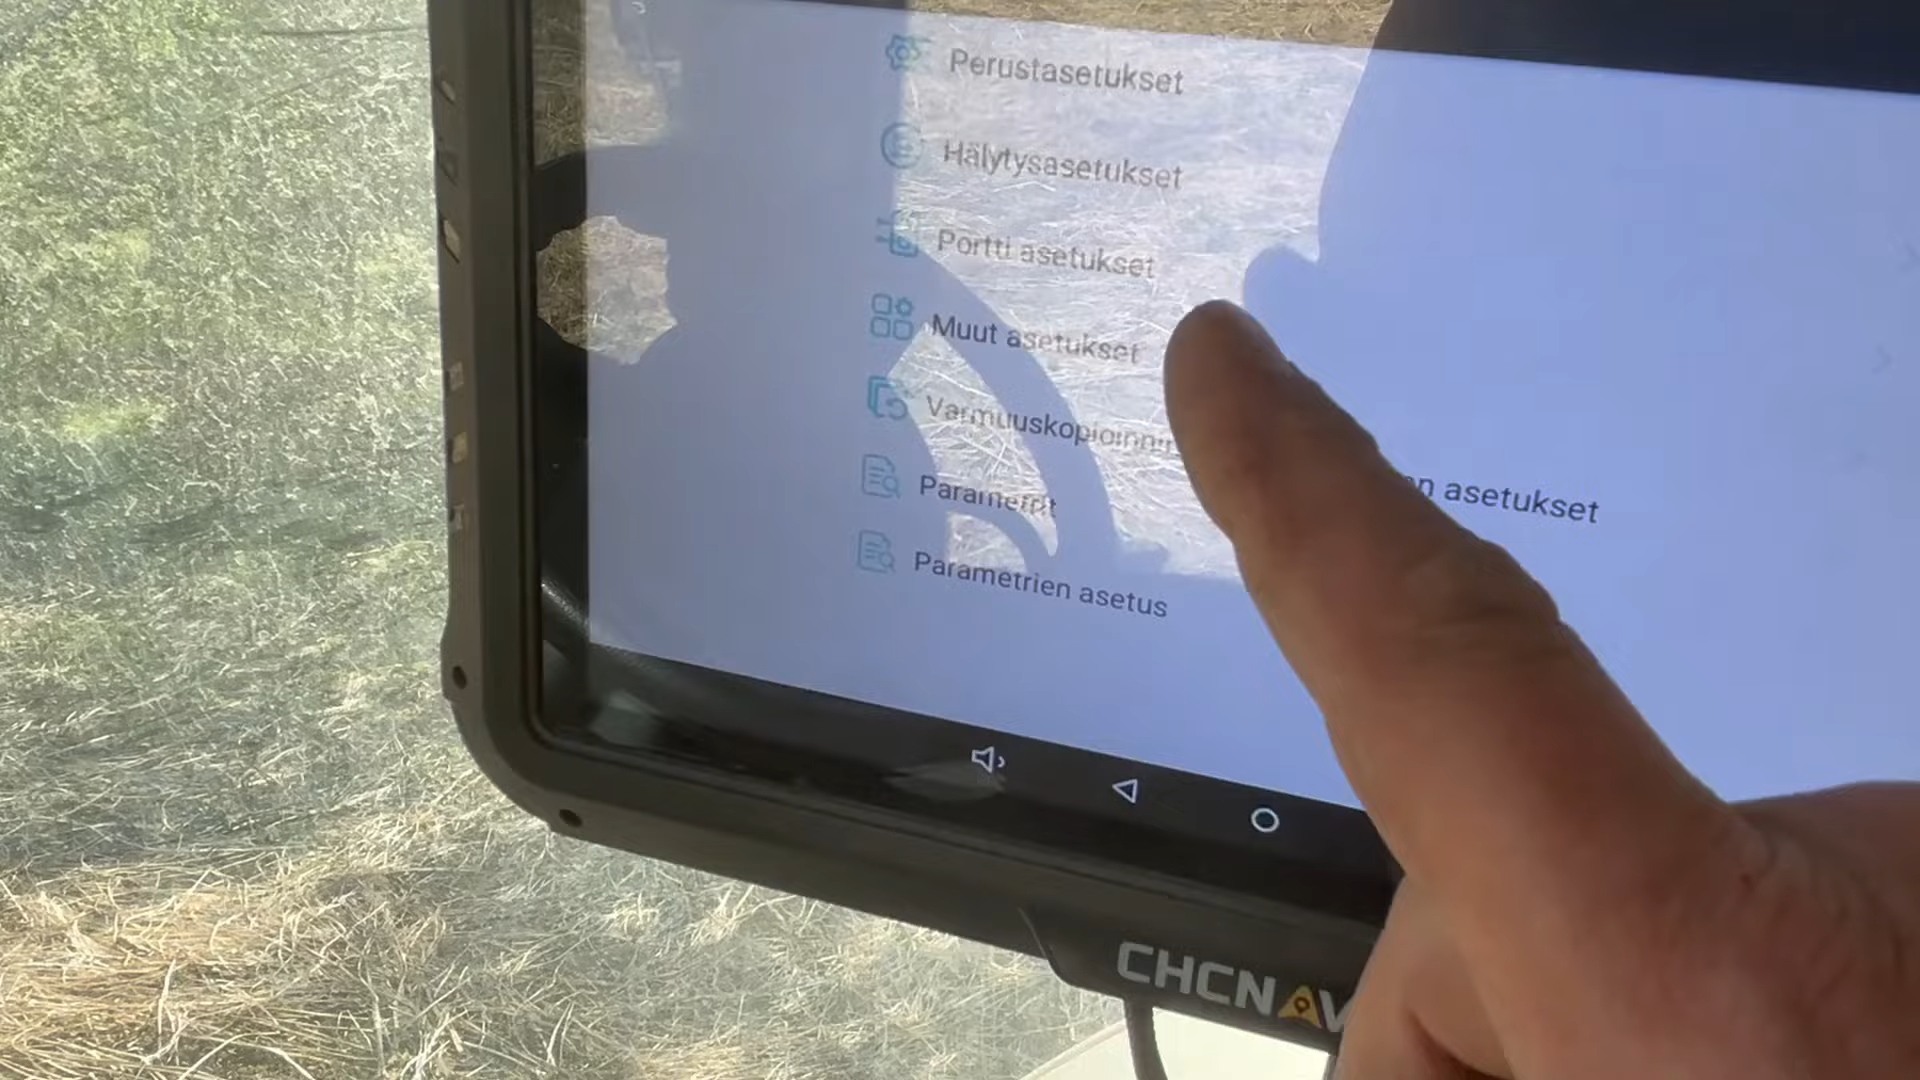 Perustasetukset
Hälytysasetukset
Portti asetukset
Muut asetukset
asetukset
Parametrit
Parametrien asetus
CHCNAV